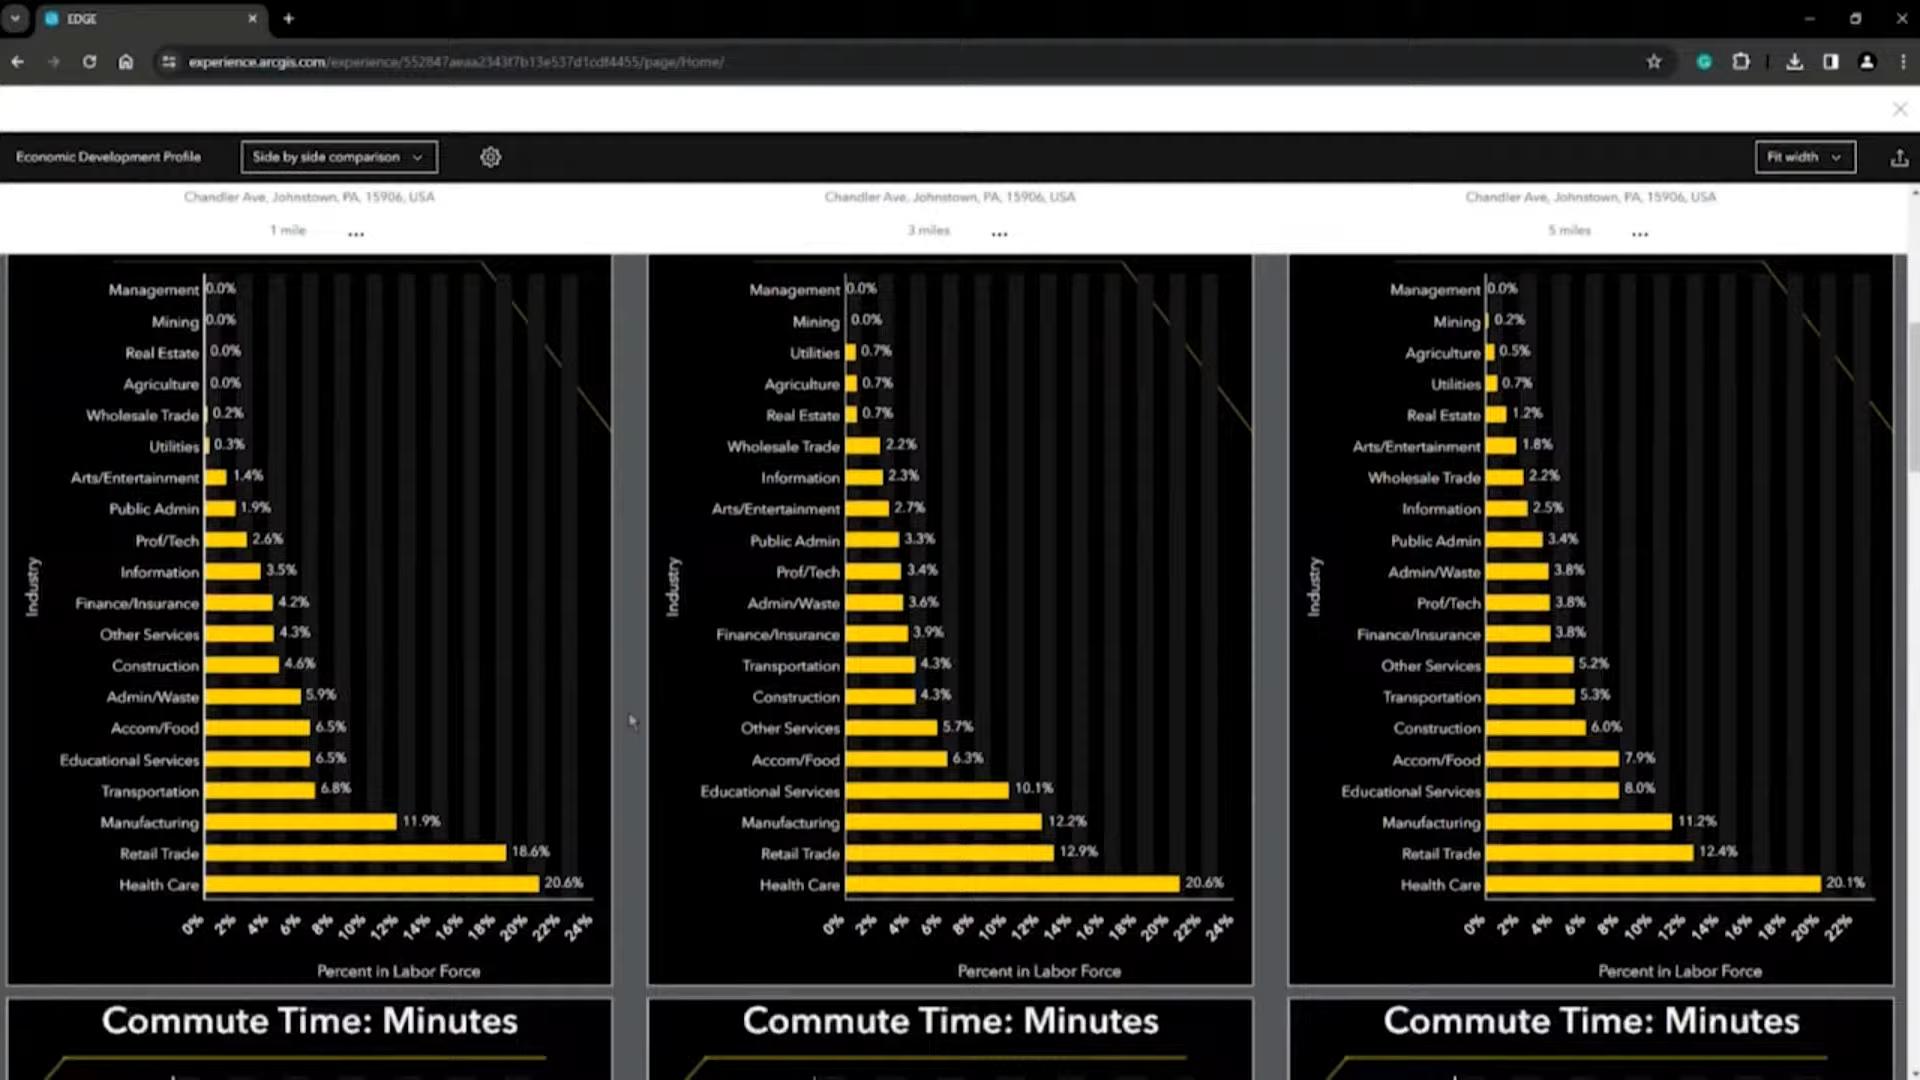 EDGE
experience.arcgis.com/experience/552847aeaa2343f7b13e537d1cdf4455/page/Home/
Economic Development Profile
Side by side comparison
Fit width
Chandler Ave, Johnstown, PA, 15906, USA
1 mile
...
Chandler Ave, Johnstown, PA, 15906, USA
3 miles
...
Chandler Ave, Johnstown, PA, 15906, USA
5 miles
...
Industry
Management 0.0%
Mining 0.0%
Real Estate 0.0%
Agriculture 0.0%
Wholesale Trade 0.2%
Utilities 0.3%
Arts/Entertainment 1.4%
Public Admin 1.9%
Prof/Tech 2.6%
Information 3.5%
Finance/Insurance 4.2%
Other Services 4.3%
Construction 4.6%
Admin/Waste 5.9%
Accom/Food 6.5%
Educational Services 6.5%
Transportation 6.8%
Manufacturing 11.9%
Retail Trade 18.6%
Health Care 20.6%
0% 2% 4% 6% 8% 10% 12% 14% 16% 18% 20% 22% 24%
Percent in Labor Force
Industry
Management 0.0%
Mining 0.0%
Utilities 0.7%
Agriculture 0.7%
Real Estate 0.7%
Wholesale Trade 2.2%
Information 2.3%
Arts/Entertainment 2.7%
Public Admin 3.3%
Prof/Tech 3.4%
Admin/Waste 3.6%
Finance/Insurance 3.9%
Transportation 4.3%
Construction 4.3%
Other Services 5.7%
Accom/Food 6.3%
Educational Services 10.1%
Manufacturing 12.2%
Retail Trade 12.9%
Health Care 20.6%
0% 2% 4% 6% 8% 10% 12% 14% 16% 18% 20% 22% 24%
Percent in Labor Force
Industry
Management 0.0%
Mining 0.2%
Agriculture 0.5%
Utilities 0.7%
Real Estate 1.2%
Arts/Entertainment 1.8%
Wholesale Trade 2.2%
Information 2.5%
Public Admin 3.4%
Admin/Waste 3.8%
Prof/Tech 3.8%
Finance/Insurance 3.8%
Other Services 5.2%
Transportation 5.3%
Construction 6.0%
Accom/Food 7.9%
Educational Services 8.0%
Manufacturing 11.2%
Retail Trade 12.4%
Health Care 20.1%
0% 2% 4% 6% 8% 10% 12% 14% 16% 18% 20% 22%
Percent in Labor Force
Commute Time: Minutes
Commute Time: Minutes
Commute Time: Minutes